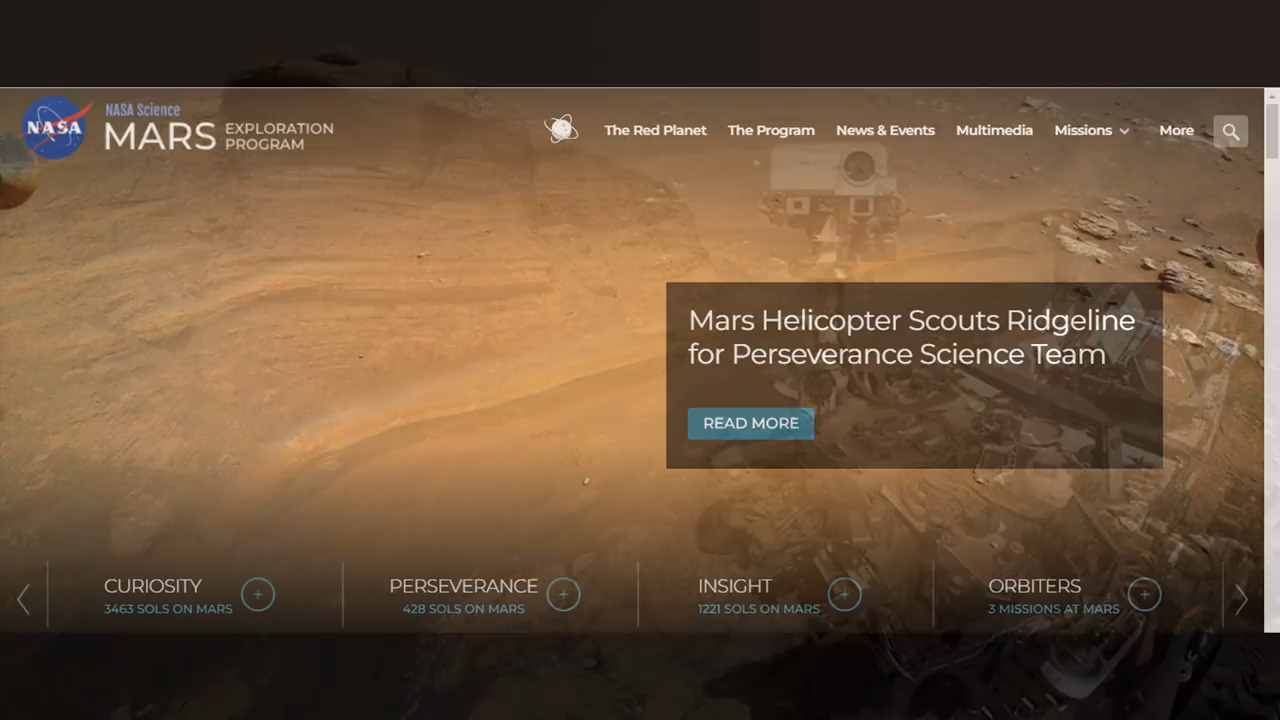 NASA
NASA Science
MARS EXPLORATION PROGRAM
The Red Planet The Program News & Events Multimedia Missions More
Mars Helicopter Scouts Ridgeline
for Perseverance Science Team
READ MORE
CURIOSITY
3463 SOLS ON MARS
PERSEVERANCE
428 SOLS ON MARS
INSIGHT
1221 SOLS ON MARS
ORBITERS
3 MISSIONS AT MARS